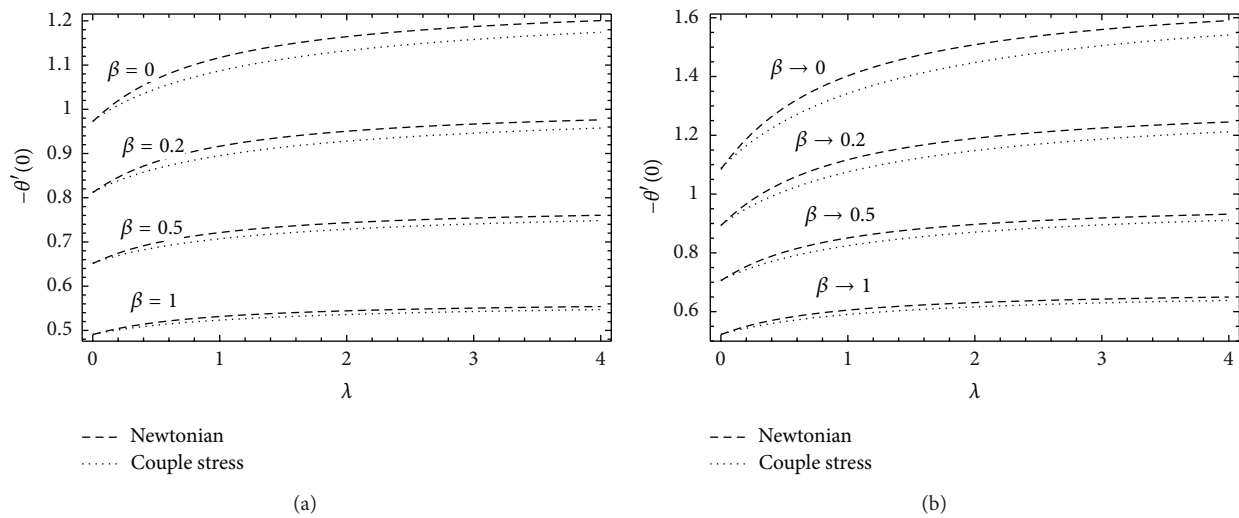 1.2
1.1
1
0.9
0.8
0.7
0.6
0.5
−θ′(0)
β = 0
β = 0.2
β = 0.5
β = 1
0 1 2 3 4
λ
Newtonian
Couple stress
(a)
1.6
1.4
1.2
1
0.8
0.6
−θ′(0)
β → 0
β → 0.2
β → 0.5
β → 1
0 1 2 3 4
λ
Newtonian
Couple stress
(b)